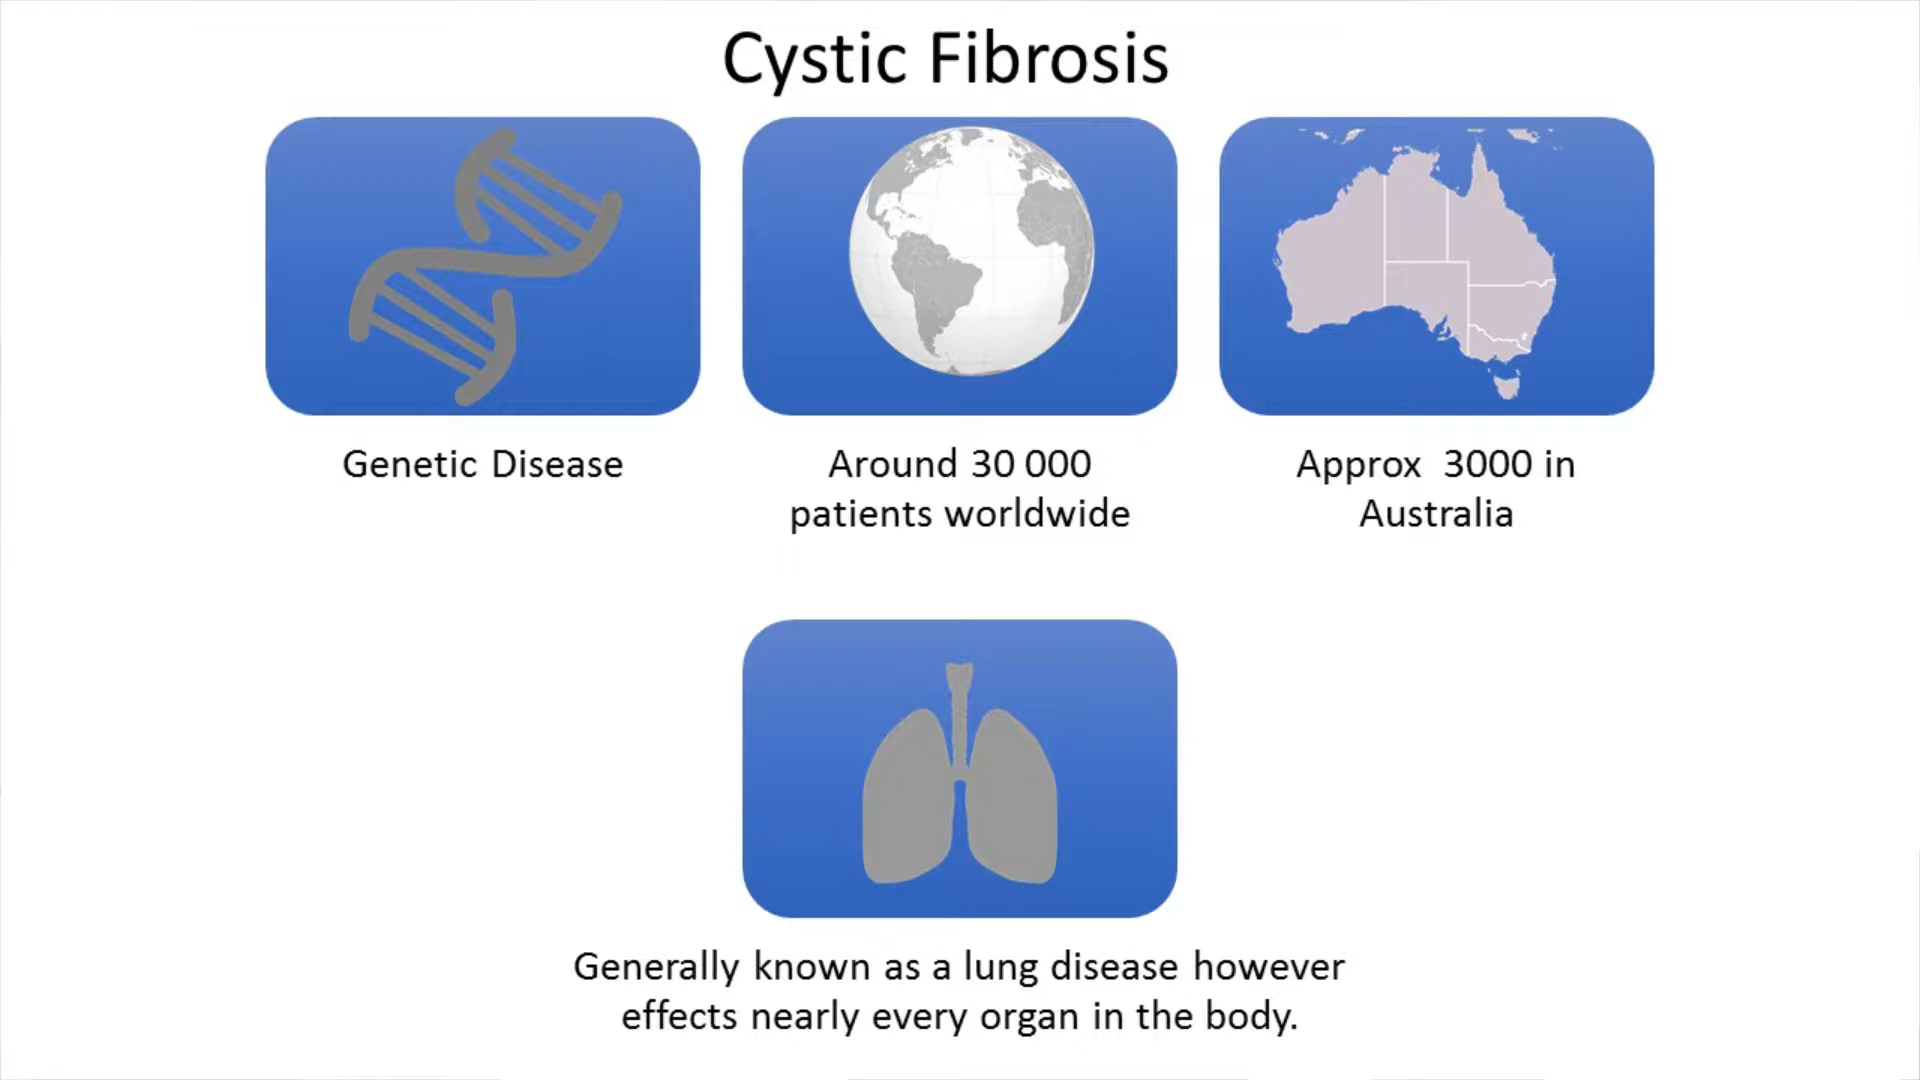 Cystic Fibrosis
Genetic Disease
Around 30 000
patients worldwide
Approx  3000 in
Australia
Generally known as a lung disease however
effects nearly every organ in the body.